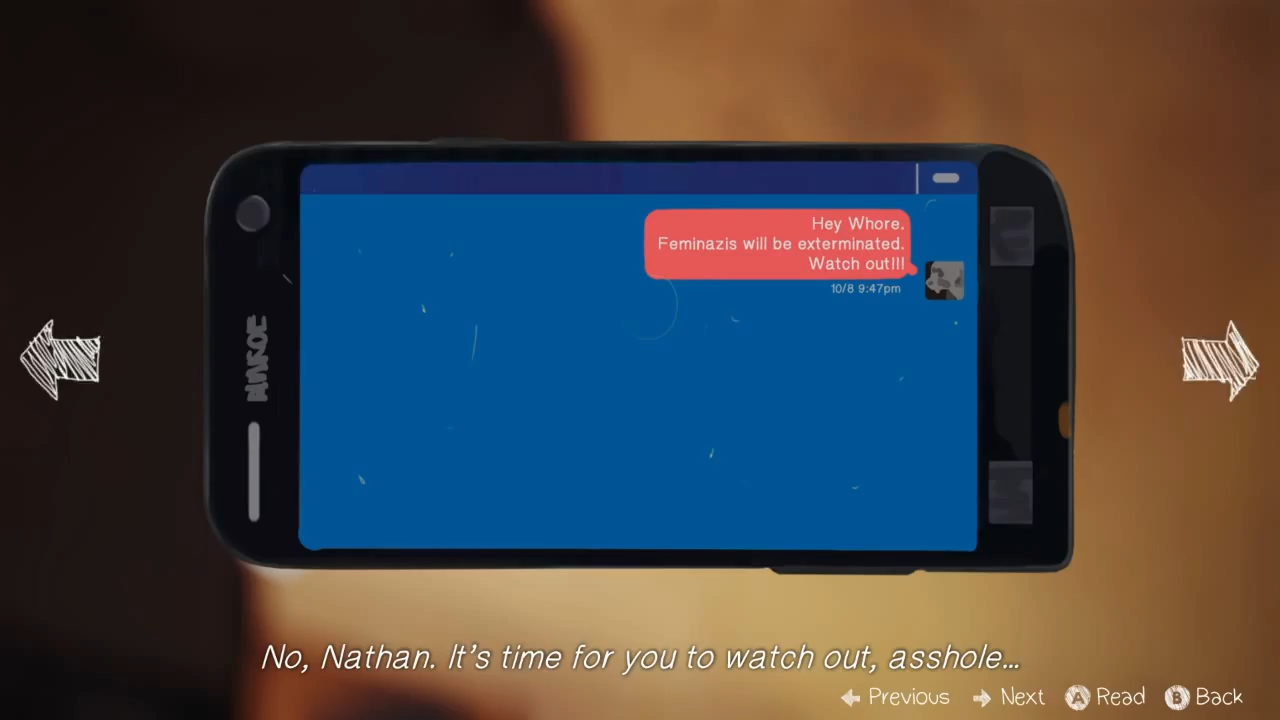 Hey Whore.
Feminazis will be exterminated.
Watch out!!!
10/8 9:47pm
No, Nathan. It's time for you to watch out, asshole...
Previous Next A Read B Back